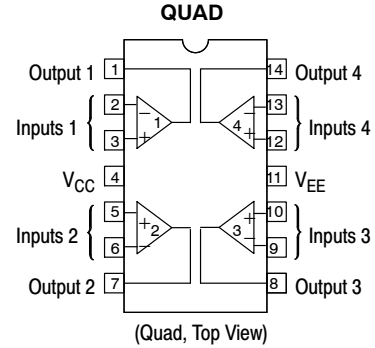 QUAD
Output 1 1 14 Output 4
2 − − 13
Inputs 1 1 4 Inputs 4
3 + + 12
VCC 4 11 VEE
5 + + 10
Inputs 2 2 3 Inputs 3
6 − − 9
Output 2 7 8 Output 3
(Quad, Top View)